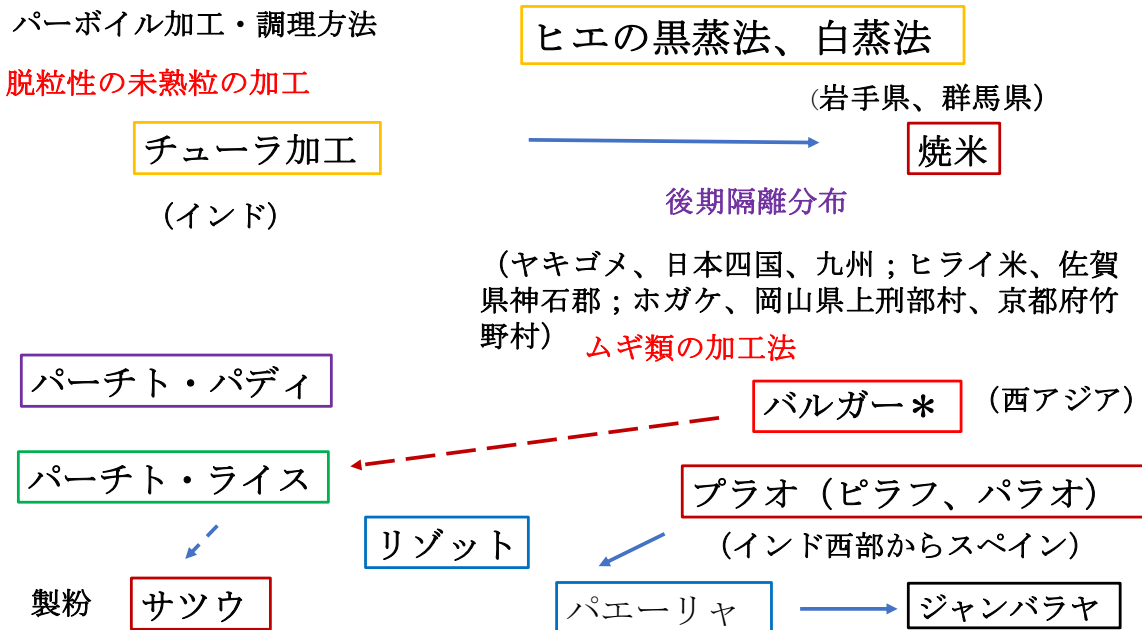 パーボイル加工・調理方法
ヒエの黒蒸法、白蒸法
脱粒性の未熟粒の加工
(岩手県、群馬県）
チューラ加工
焼米
（インド）
後期隔離分布
（ヤキゴメ、日本四国、九州；ヒライ米、佐賀
県神石郡；ホガケ、岡山県上刑部村、京都府竹
野村）
ムギ類の加工法
パーチト・パディ
バルガー＊
（西アジア）
パーチト・ライス
プラオ（ピラフ、パラオ）
リゾット
（インド西部からスペイン）
製粉
サツウ
パエーリャ
ジャンバラヤ